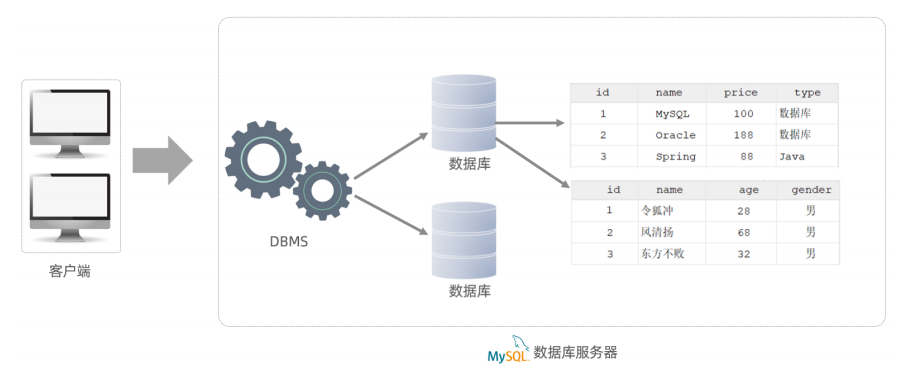 客户端
DBMS
数据库
数据库
id name price type
1 MySQL 100 数据库
2 Oracle 188 数据库
3 Spring 88 Java
id name age gender
1 令狐冲 28 男
2 风清扬 68 男
3 东方不败 32 男
MySQL 数据库服务器